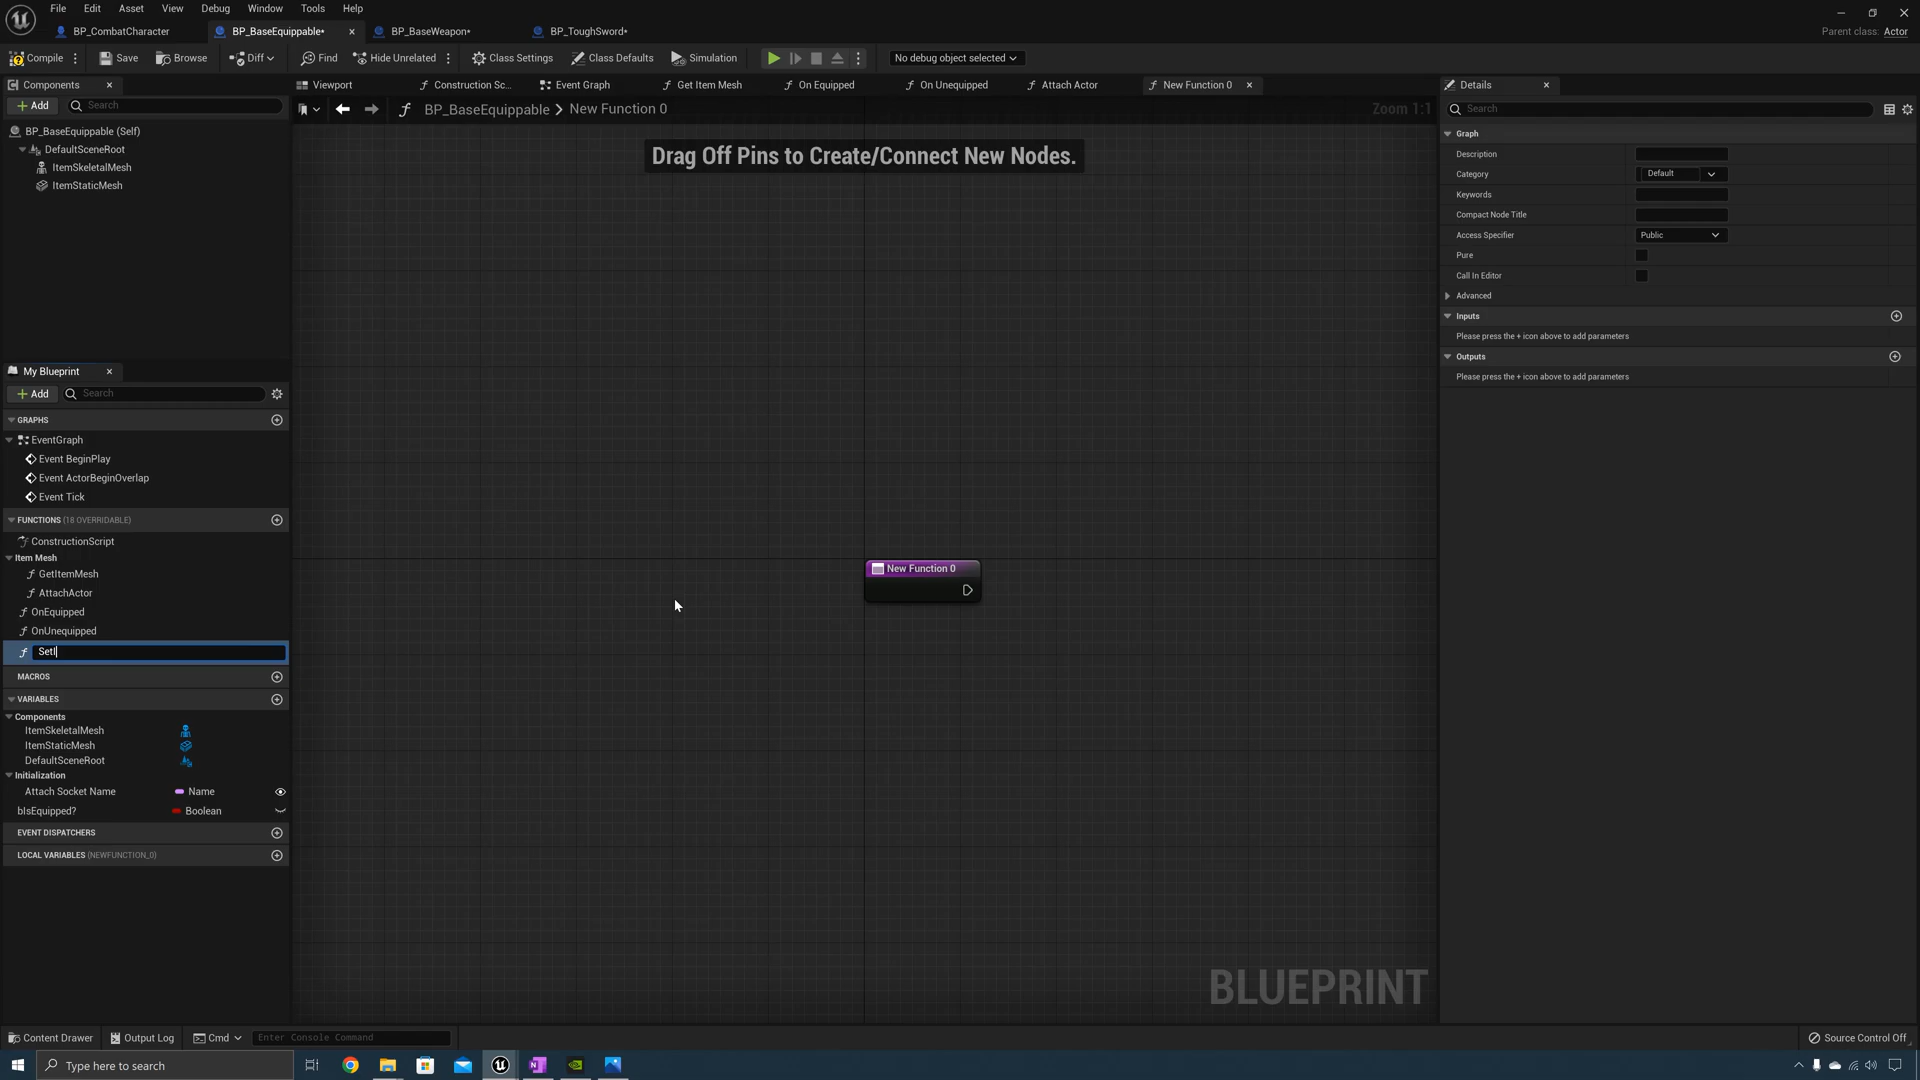 File Edit Asset View Debug Window Tools Help
BP_CombatCharacter BP_BaseEquippable* BP_BaseWeapon* BP_ToughSword*
Parent class: Actor
Compile Save Browse Diff Find Hide Unrelated Class Settings Class Defaults Simulation No debug object selected
Components
Add Search
BP_BaseEquippable (Self)
DefaultSceneRoot
ItemSkeletalMesh
ItemStaticMesh
My Blueprint
Add Search
GRAPHS
EventGraph
Event BeginPlay
Event ActorBeginOverlap
Event Tick
FUNCTIONS (18 OVERRIDABLE)
ConstructionScript
Item Mesh
GetItemMesh
AttachActor
OnEquipped
OnUnequipped
SetI
MACROS
VARIABLES
Components
ItemSkeletalMesh
ItemStaticMesh
DefaultSceneRoot
Initialization
Attach Socket Name Name
bIsEquipped? Boolean
EVENT DISPATCHERS
LOCAL VARIABLES (NEWFUNCTION_0)
Viewport Construction Sc... Event Graph Get Item Mesh On Equipped On Unequipped Attach Actor New Function 0
BP_BaseEquippable > New Function 0
Zoom 1:1
Drag Off Pins to Create/Connect New Nodes.
New Function 0
BLUEPRINT
Details
Search
Graph
Description
Category Default
Keywords
Compact Node Title
Access Specifier Public
Pure
Call In Editor
Advanced
Inputs
Please press the + icon above to add parameters
Outputs
Please press the + icon above to add parameters
Content Drawer Output Log Cmd Enter Console Command Source Control Off
Type here to search